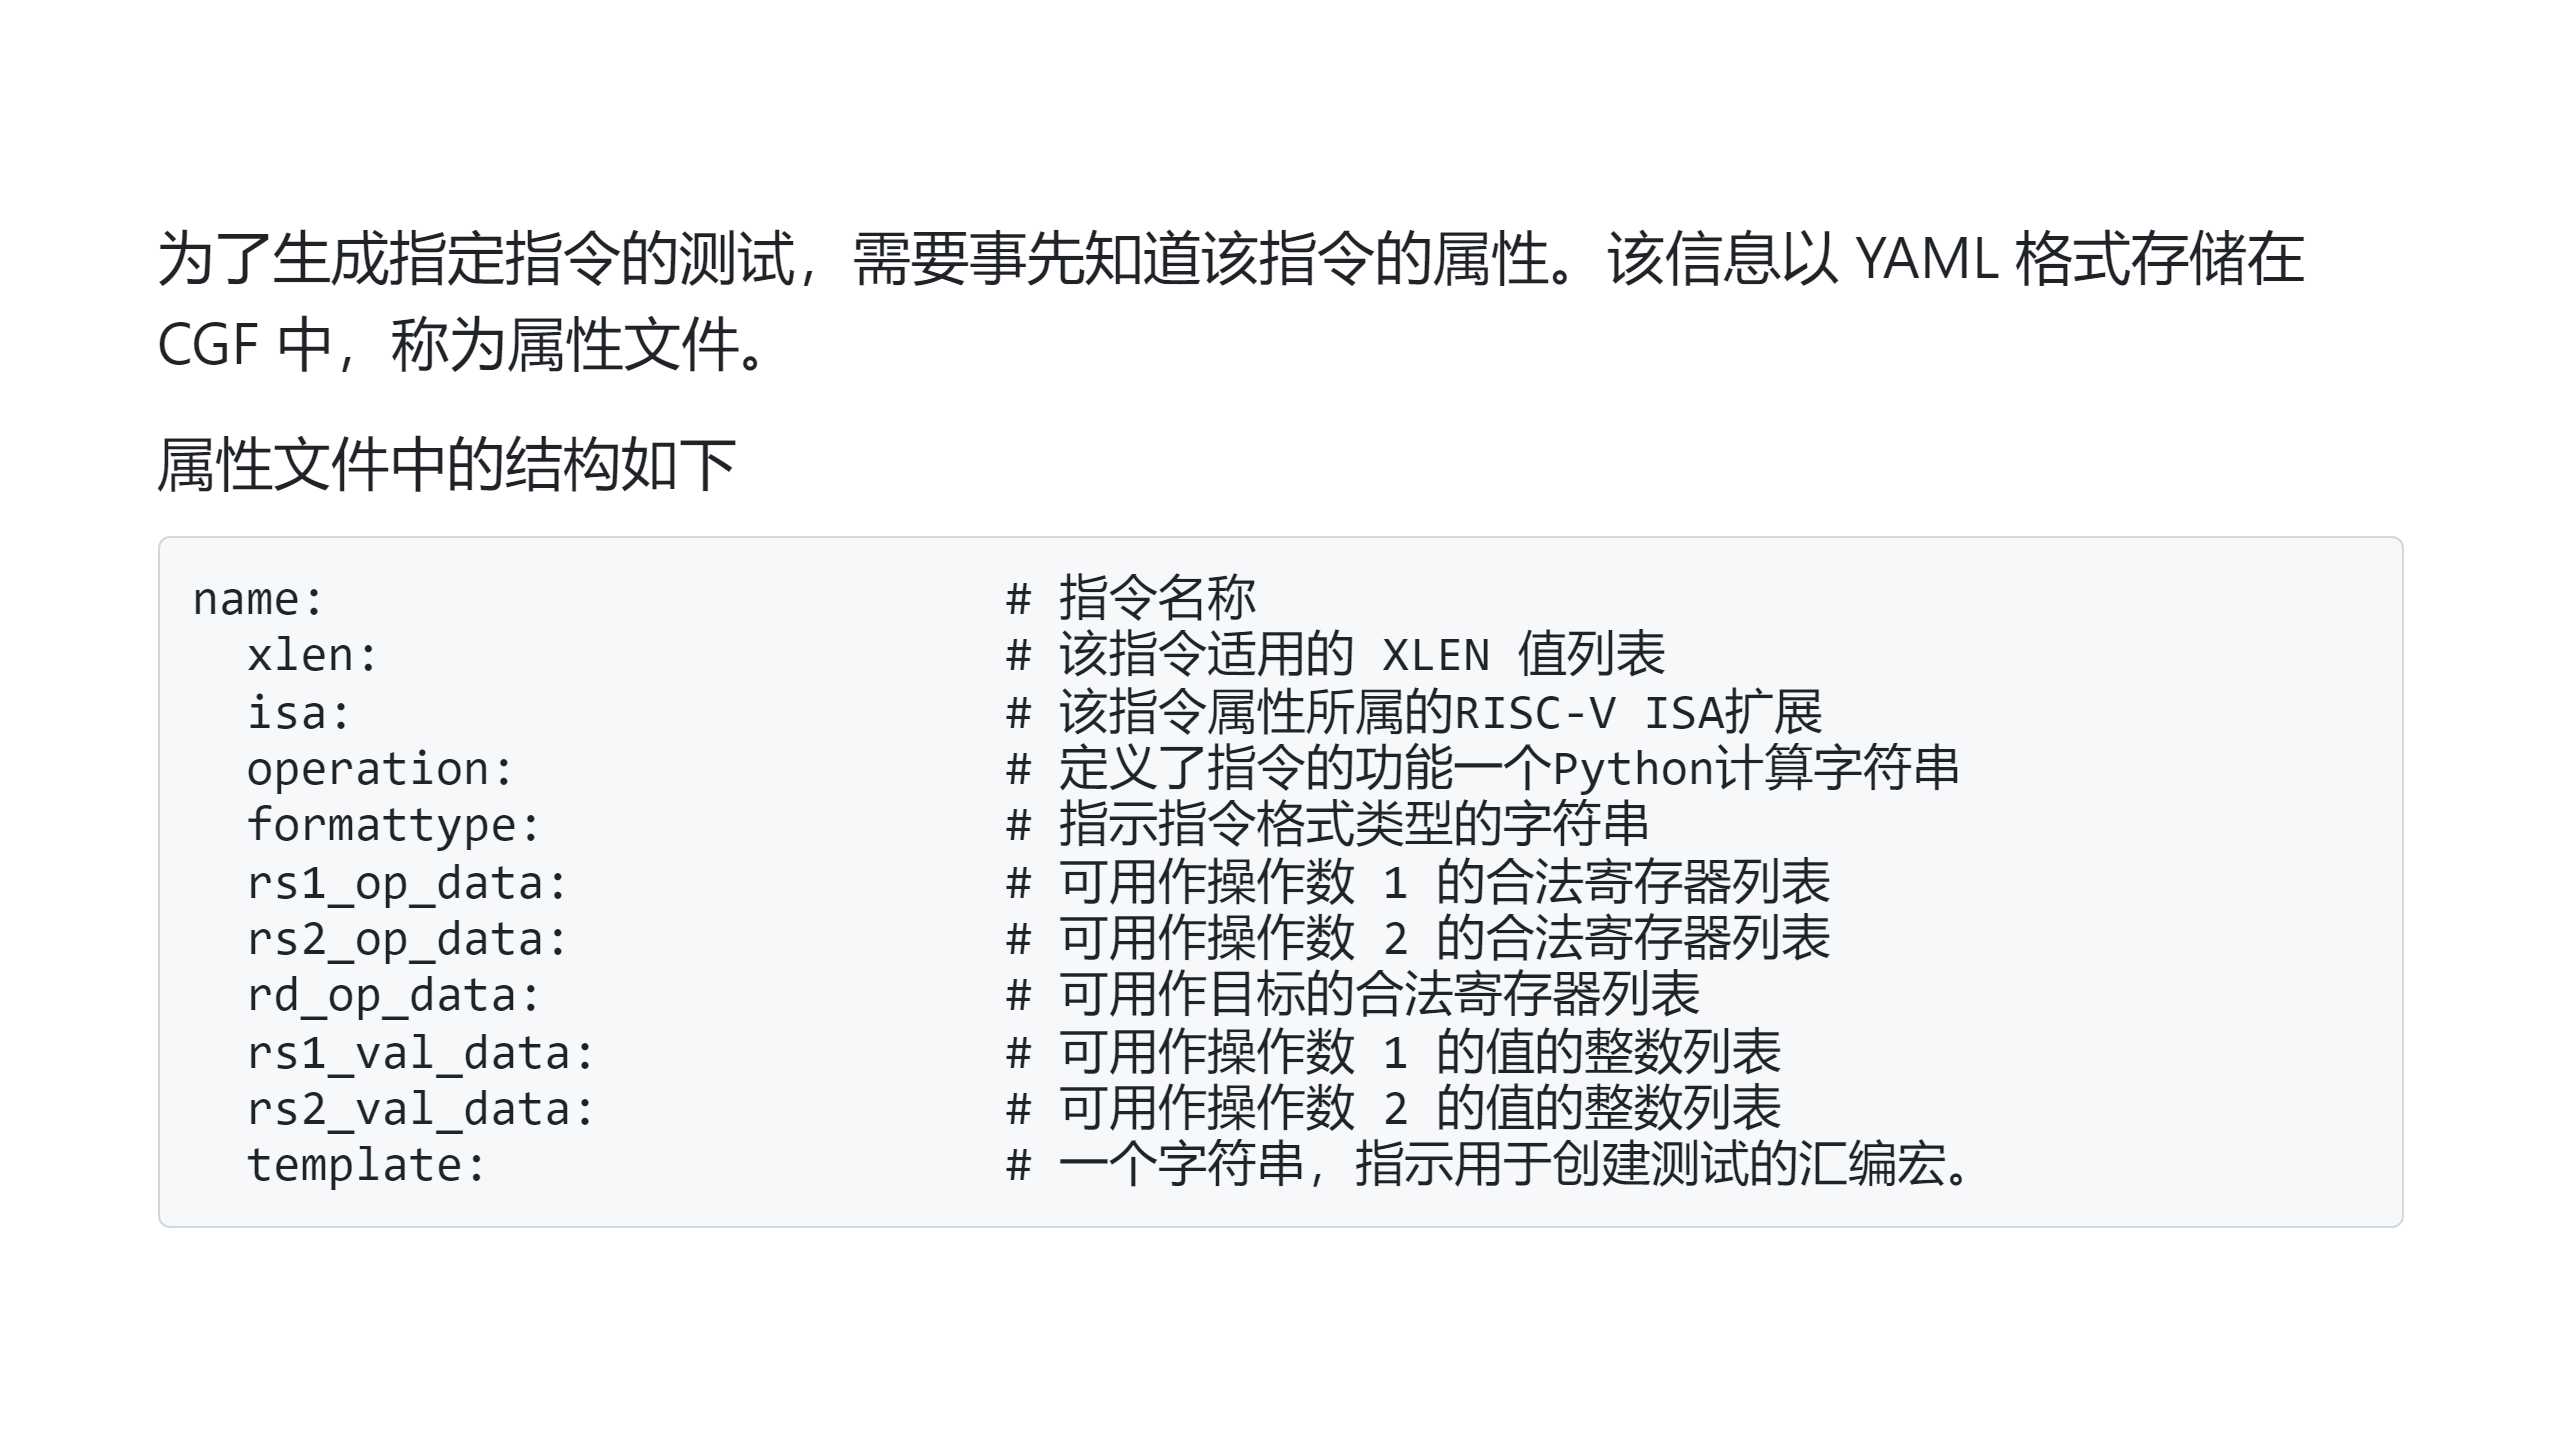 为了生成指定指令的测试，需要事先知道该指令的属性。该信息以 YAML 格式存储在
CGF 中，称为属性文件。
属性文件中的结构如下
name: # 指令名称
xlen: # 该指令适用的 XLEN 值列表
isa: # 该指令属性所属的RISC-V ISA扩展
operation: # 定义了指令的功能一个Python计算字符串
formattype: # 指示指令格式类型的字符串
rs1_op_data: # 可用作操作数 1 的合法寄存器列表
rs2_op_data: # 可用作操作数 2 的合法寄存器列表
rd_op_data: # 可用作目标的合法寄存器列表
rs1_val_data: # 可用作操作数 1 的值的整数列表
rs2_val_data: # 可用作操作数 2 的值的整数列表
template: # 一个字符串，指示用于创建测试的汇编宏。